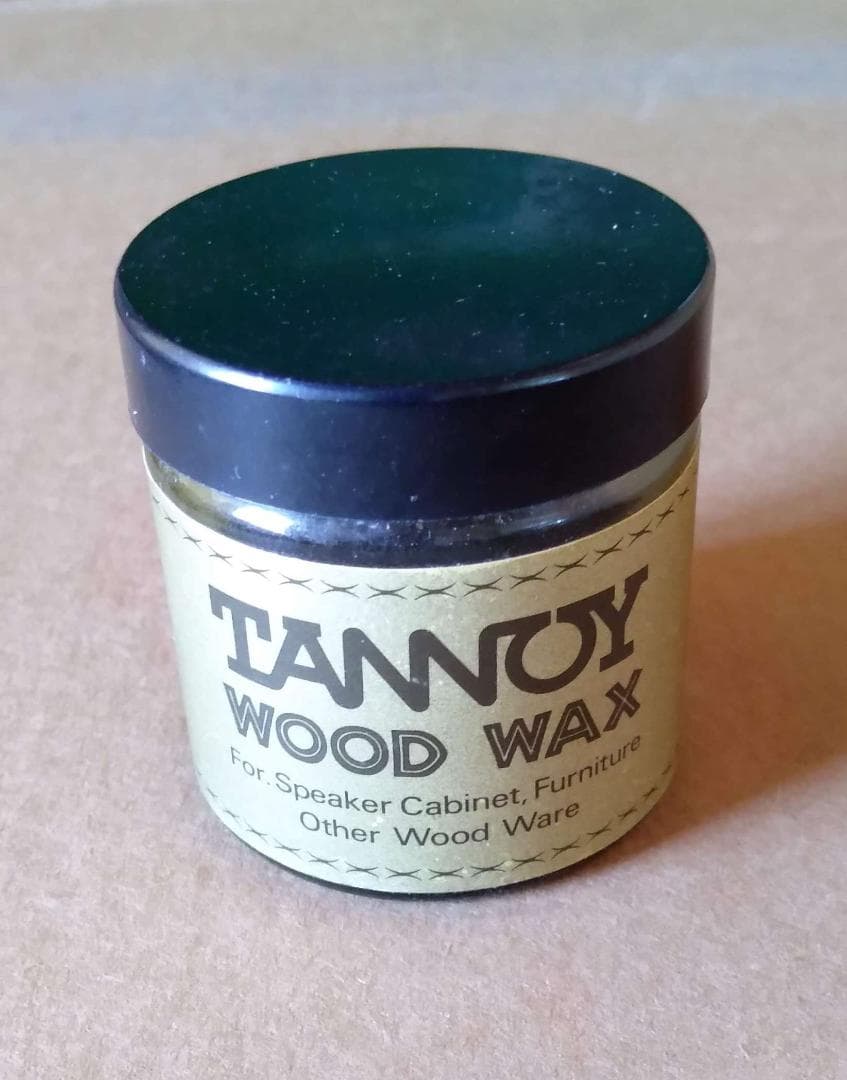 TANNOY
WOOD WAX
For. Speaker Cabinet, Furniture
Other Wood Ware